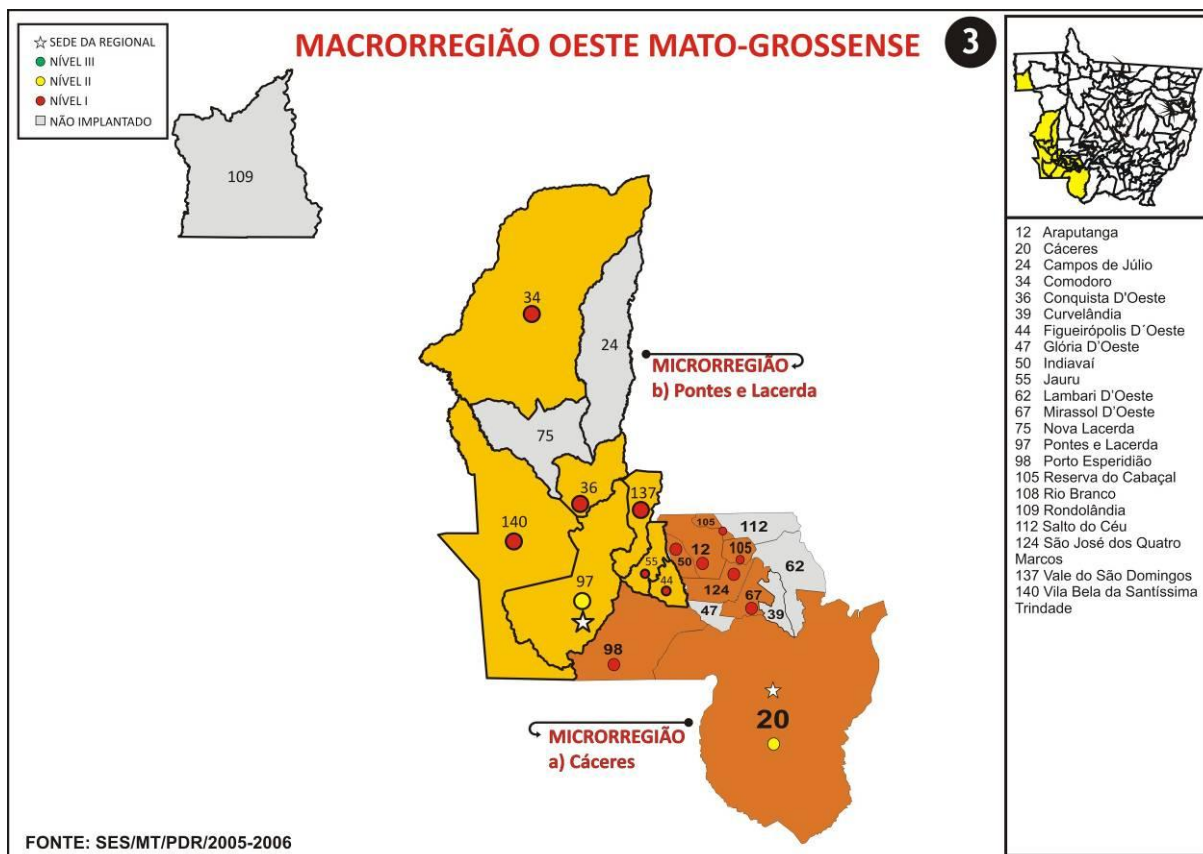 SEDE DA REGIONAL
NÍVEL III
NÍVEL II
NÍVEL I
NÃO IMPLANTADO
MACRORREGIÃO OESTE MATO-GROSSENSE
3
109
34
24
MICRORREGIÃO
b) Pontes e Lacerda
75
36
137
140
105
112
12
105
50
55
62
97
44
124
67
47
39
98
20
MICRORREGIÃO
a) Cáceres
12 Araputanga
20 Cáceres
24 Campos de Júlio
34 Comodoro
36 Conquista D'Oeste
39 Curvelândia
44 Figueirópolis D´Oeste
47 Glória D'Oeste
50 Indiavaí
55 Jauru
62 Lambari D'Oeste
67 Mirassol D'Oeste
75 Nova Lacerda
97 Pontes e Lacerda
98 Porto Esperidião
105 Reserva do Cabaçal
108 Rio Branco
109 Rondolândia
112 Salto do Céu
124 São José dos Quatro
Marcos
137 Vale do São Domingos
140 Vila Bela da Santíssima
Trindade
FONTE: SES/MT/PDR/2005-2006